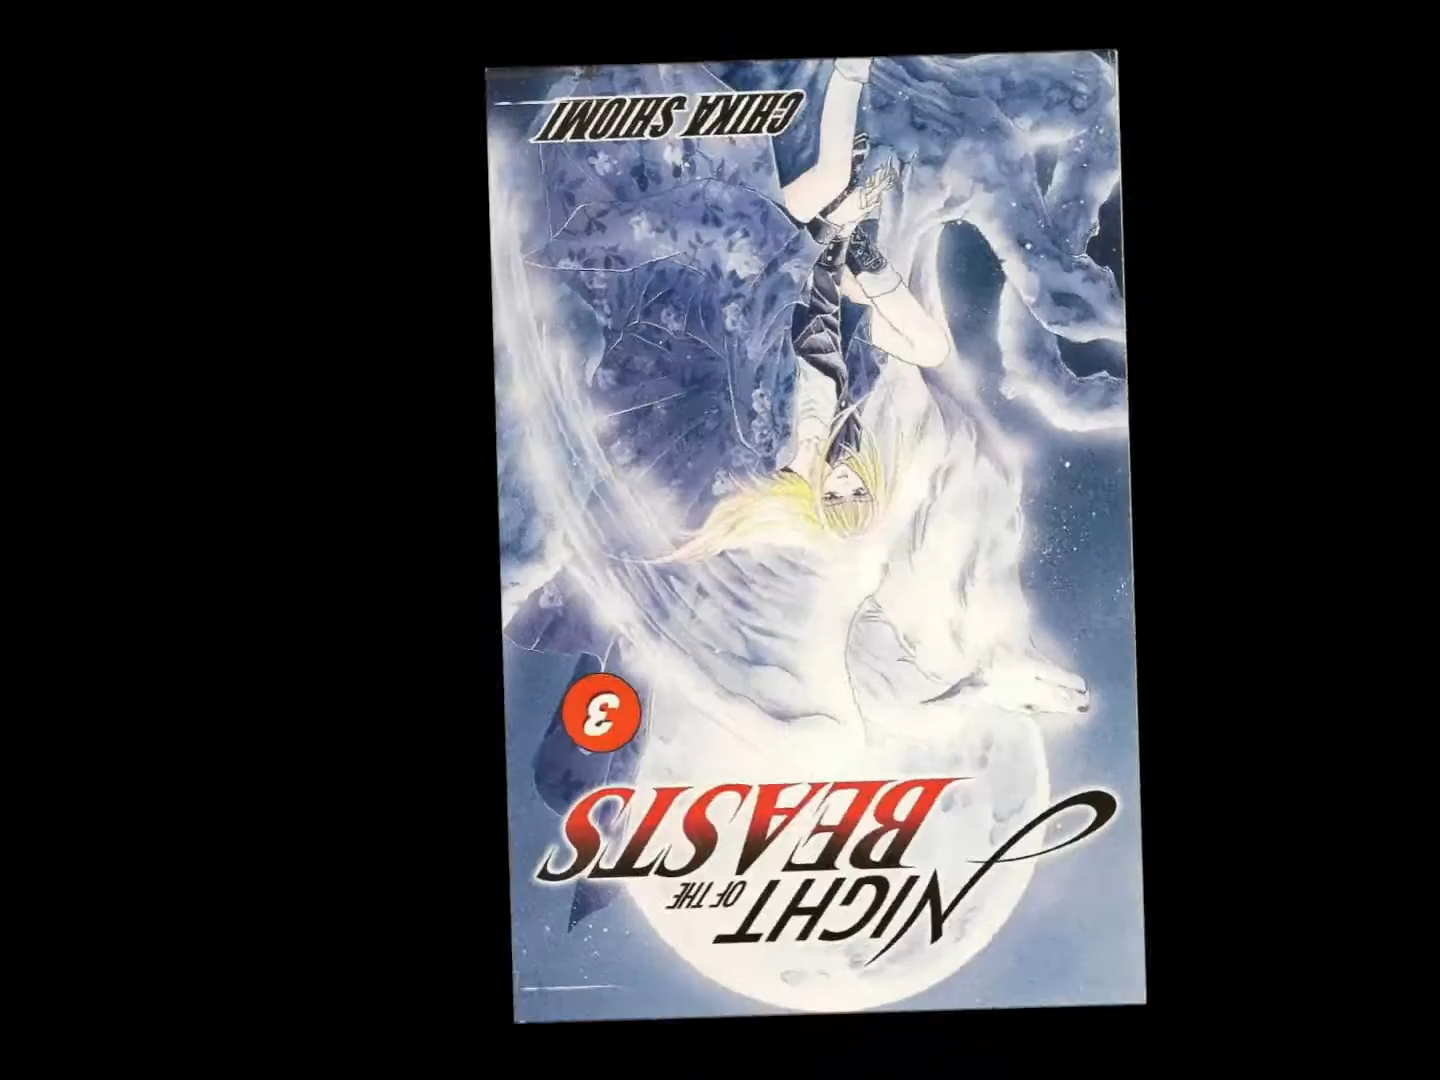 NIGHT
OF THE
BEASTS
3
CHIKA SHIOMI